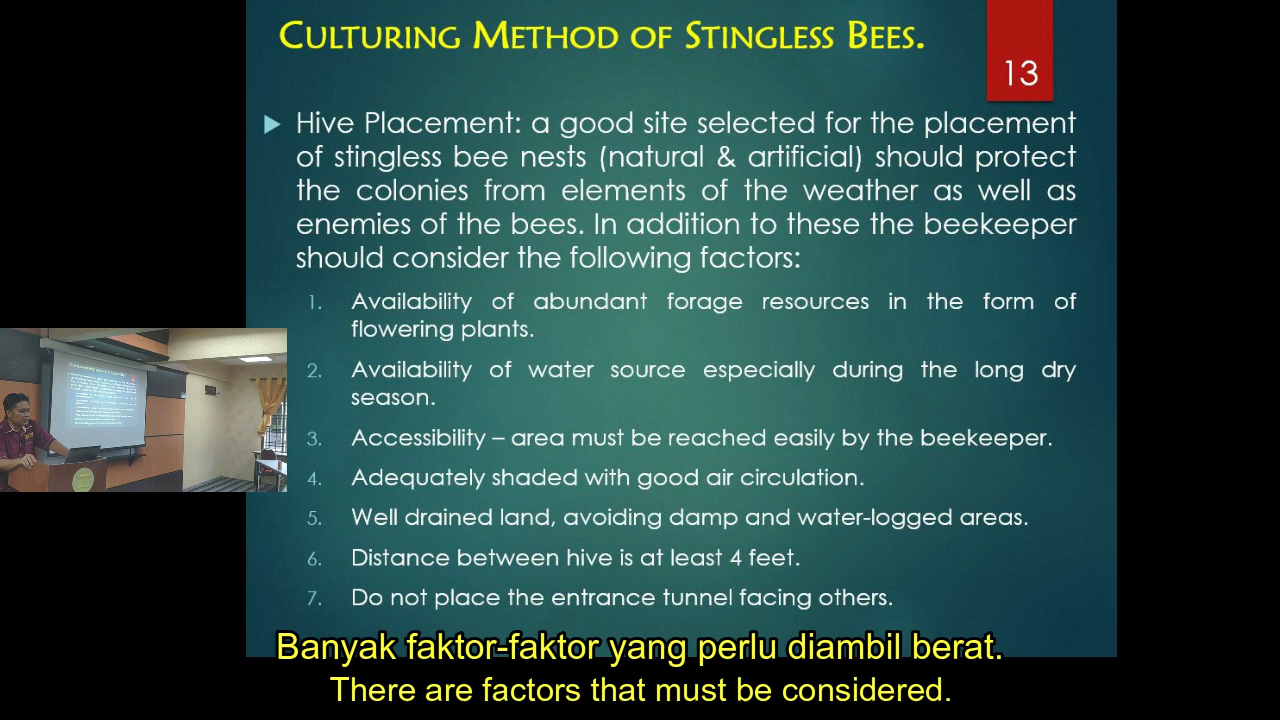 CULTURING METHOD OF STINGLESS BEES.
13
Hive Placement: a good site selected for the placement
of stingless bee nests (natural & artificial) should protect
the colonies from elements of the weather as well as
enemies of the bees. In addition to these the beekeeper
should consider the following factors:
1. Availability of abundant forage resources in the form of
flowering plants.
2. Availability of water source especially during the long dry
season.
3. Accessibility – area must be reached easily by the beekeeper.
4. Adequately shaded with good air circulation.
5. Well drained land, avoiding damp and water-logged areas.
6. Distance between hive is at least 4 feet.
7. Do not place the entrance tunnel facing others.
Banyak faktor-faktor yang perlu diambil berat.
There are factors that must be considered.